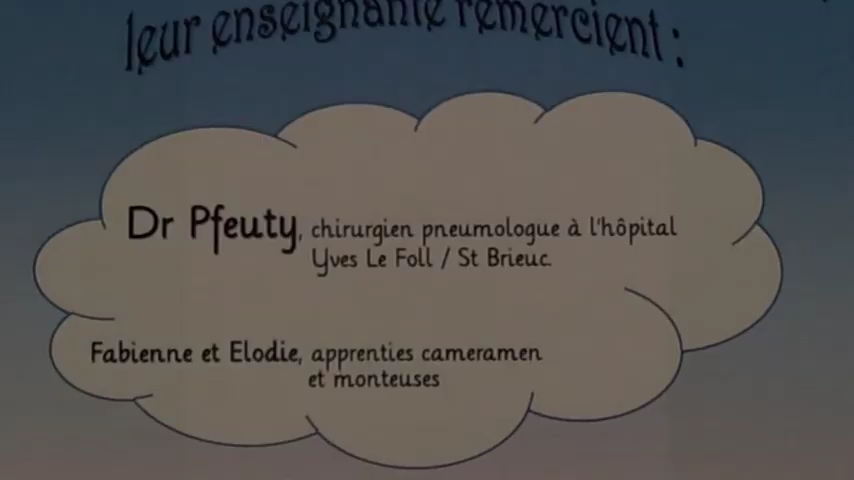 leur enseignante remercient :
Dr Pfeuty, chirurgien pneumologue à l'hôpital
Yves Le Foll / St Brieuc.
Fabienne et Elodie, apprenties cameramen
et monteuses